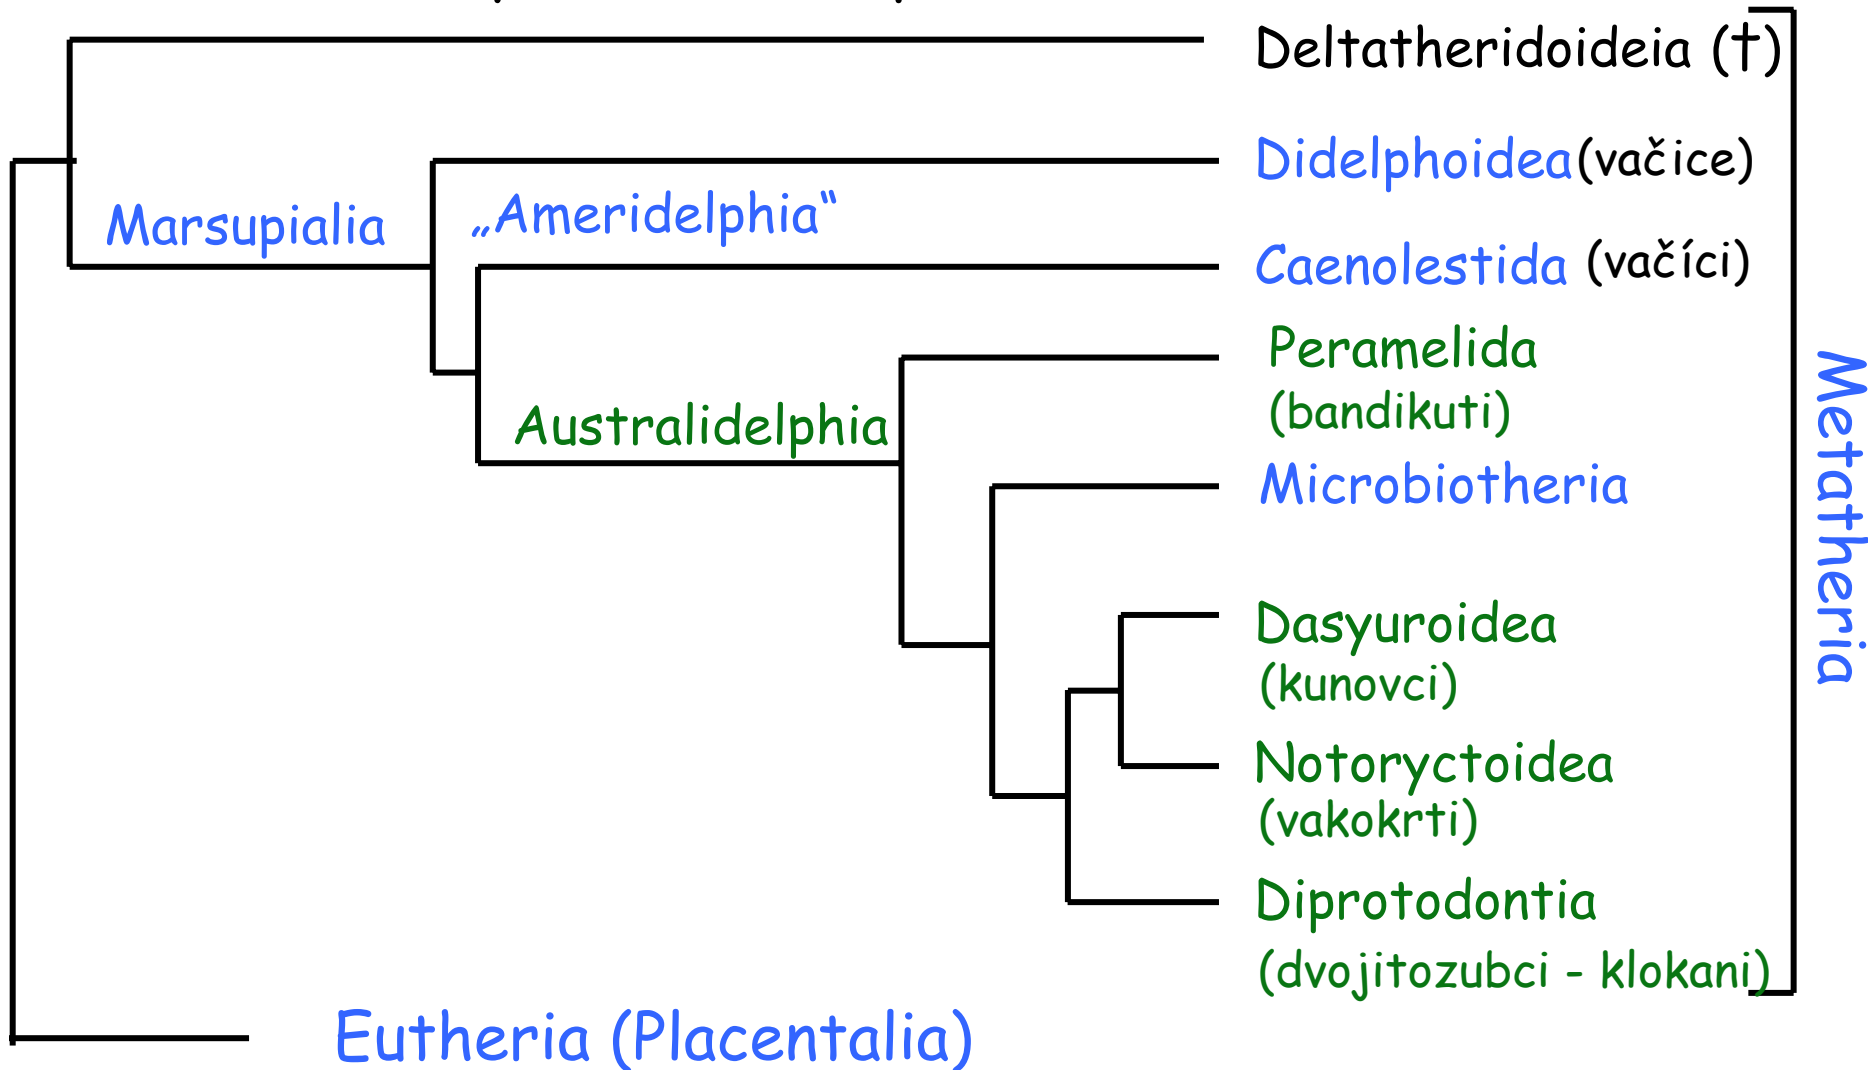 Deltatheridoideia (†)
Didelphoidea (vačice)
Marsupialia
„Ameridelphia“
Caenolestida (vačíci)
Peramelida
(bandikuti)
Australidelphia
Microbiotheria
Metatheria
Dasyuroidea
(kunovci)
Notoryctoidea
(vakokrti)
Diprotodontia
(dvojitozubci - klokani)
Eutheria (Placentalia)